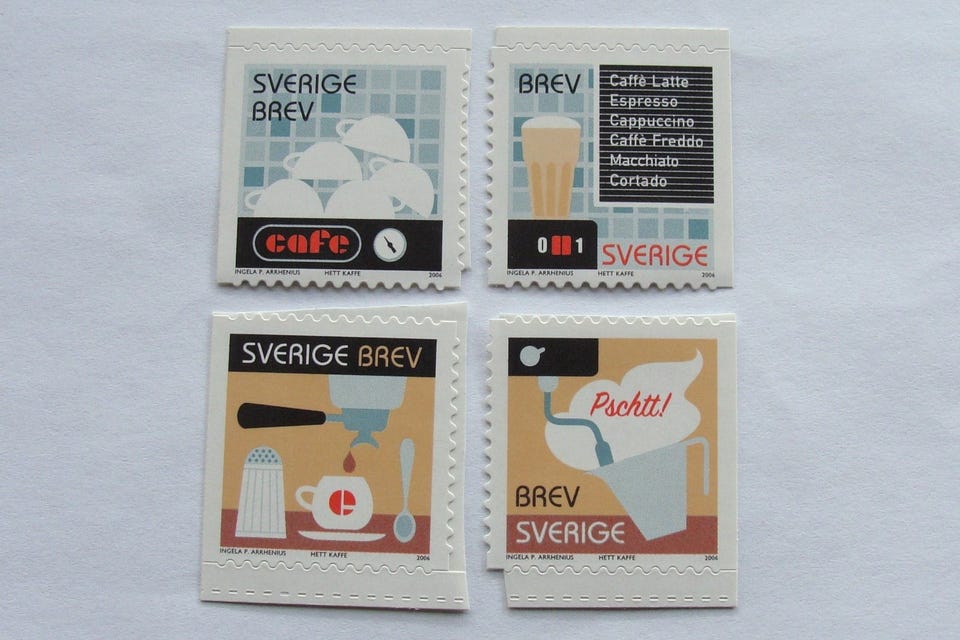 SVERIGE
BREV
cafe
INGELA P. ARRHENIUS HETT KAFFE 2006
BREV
Caffè Latte
Espresso
Cappuccino
Caffè Freddo
Macchiato
Cortado
0 1
SVERIGE
INGELA P. ARRHENIUS HETT KAFFE 2006
SVERIGE BREV
INGELA P. ARRHENIUS HETT KAFFE 2006
Pschtt!
BREV
SVERIGE
INGELA P. ARRHENIUS HETT KAFFE 2006